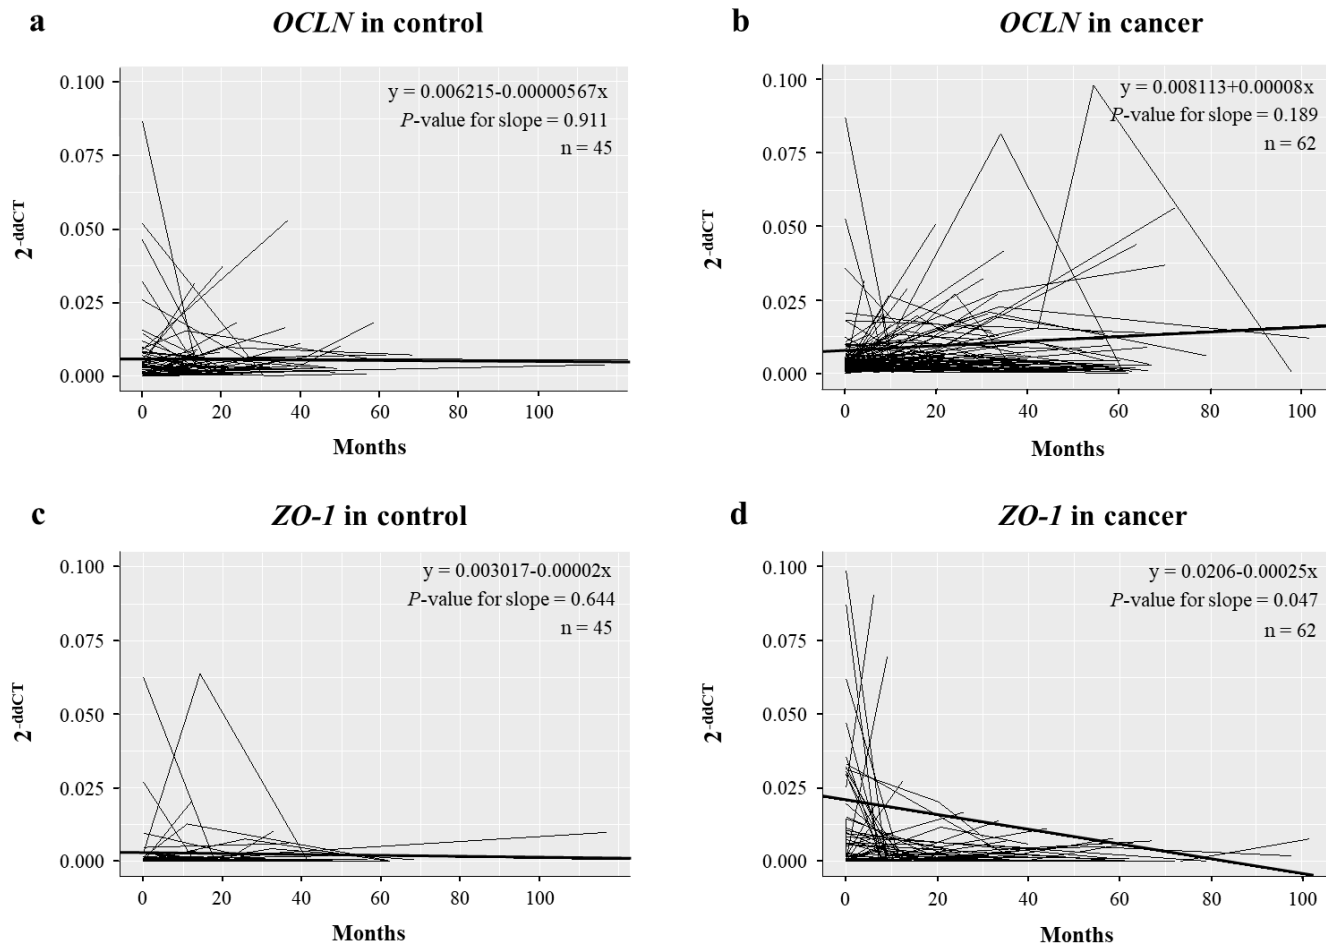 a
OCLN in control
0.100
0.075
0.050
0.025
0.000
2-ddCT
y = 0.006215-0.00000567x
P-value for slope = 0.911
n = 45
0 20 40 60 80 100
Months
b
OCLN in cancer
0.100
0.075
0.050
0.025
0.000
2-ddCT
y = 0.008113+0.00008x
P-value for slope = 0.189
n = 62
0 20 40 60 80 100
Months
c
ZO-1 in control
0.100
0.075
0.050
0.025
0.000
2-ddCT
y = 0.003017-0.00002x
P-value for slope = 0.644
n = 45
0 20 40 60 80 100
Months
d
ZO-1 in cancer
0.100
0.075
0.050
0.025
0.000
2-ddCT
y = 0.0206-0.00025x
P-value for slope = 0.047
n = 62
0 20 40 60 80 100
Months